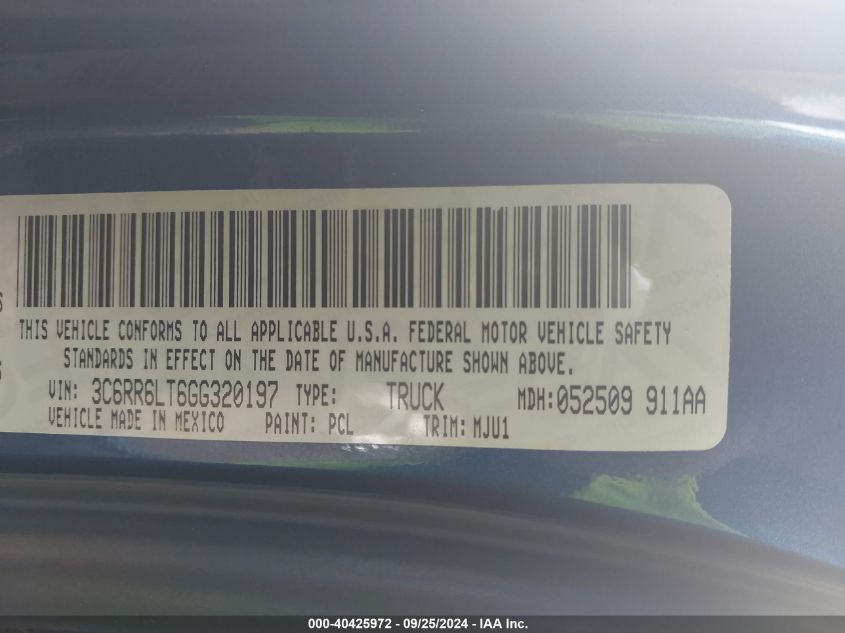 THIS VEHICLE CONFORMS TO ALL APPLICABLE U.S.A. FEDERAL MOTOR VEHICLE SAFETY
STANDARDS IN EFFECT ON THE DATE OF MANUFACTURE SHOWN ABOVE.
VIN: 3C6RR6LT6GG320197 TYPE: TRUCK MDH:052509 911AA
VEHICLE MADE IN MEXICO PAINT: PCL TRIM: MJU1
000-40425972 - 09/25/2024 - IAA Inc.